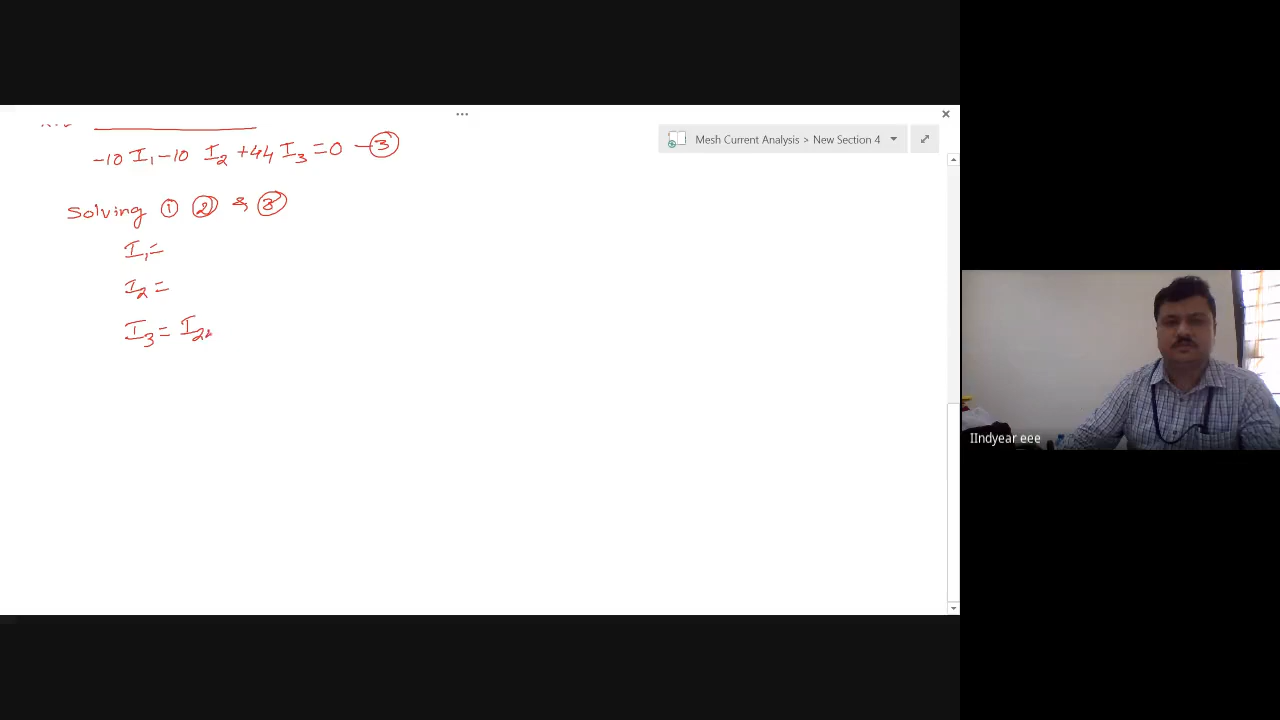 Mesh Current Analysis > New Section 4
-10 I₁ -10 I₂ +44 I₃ = 0 — ③
Solving ① ② & ③
I₁ =
I₂ =
I₃ =
IIndyear eee